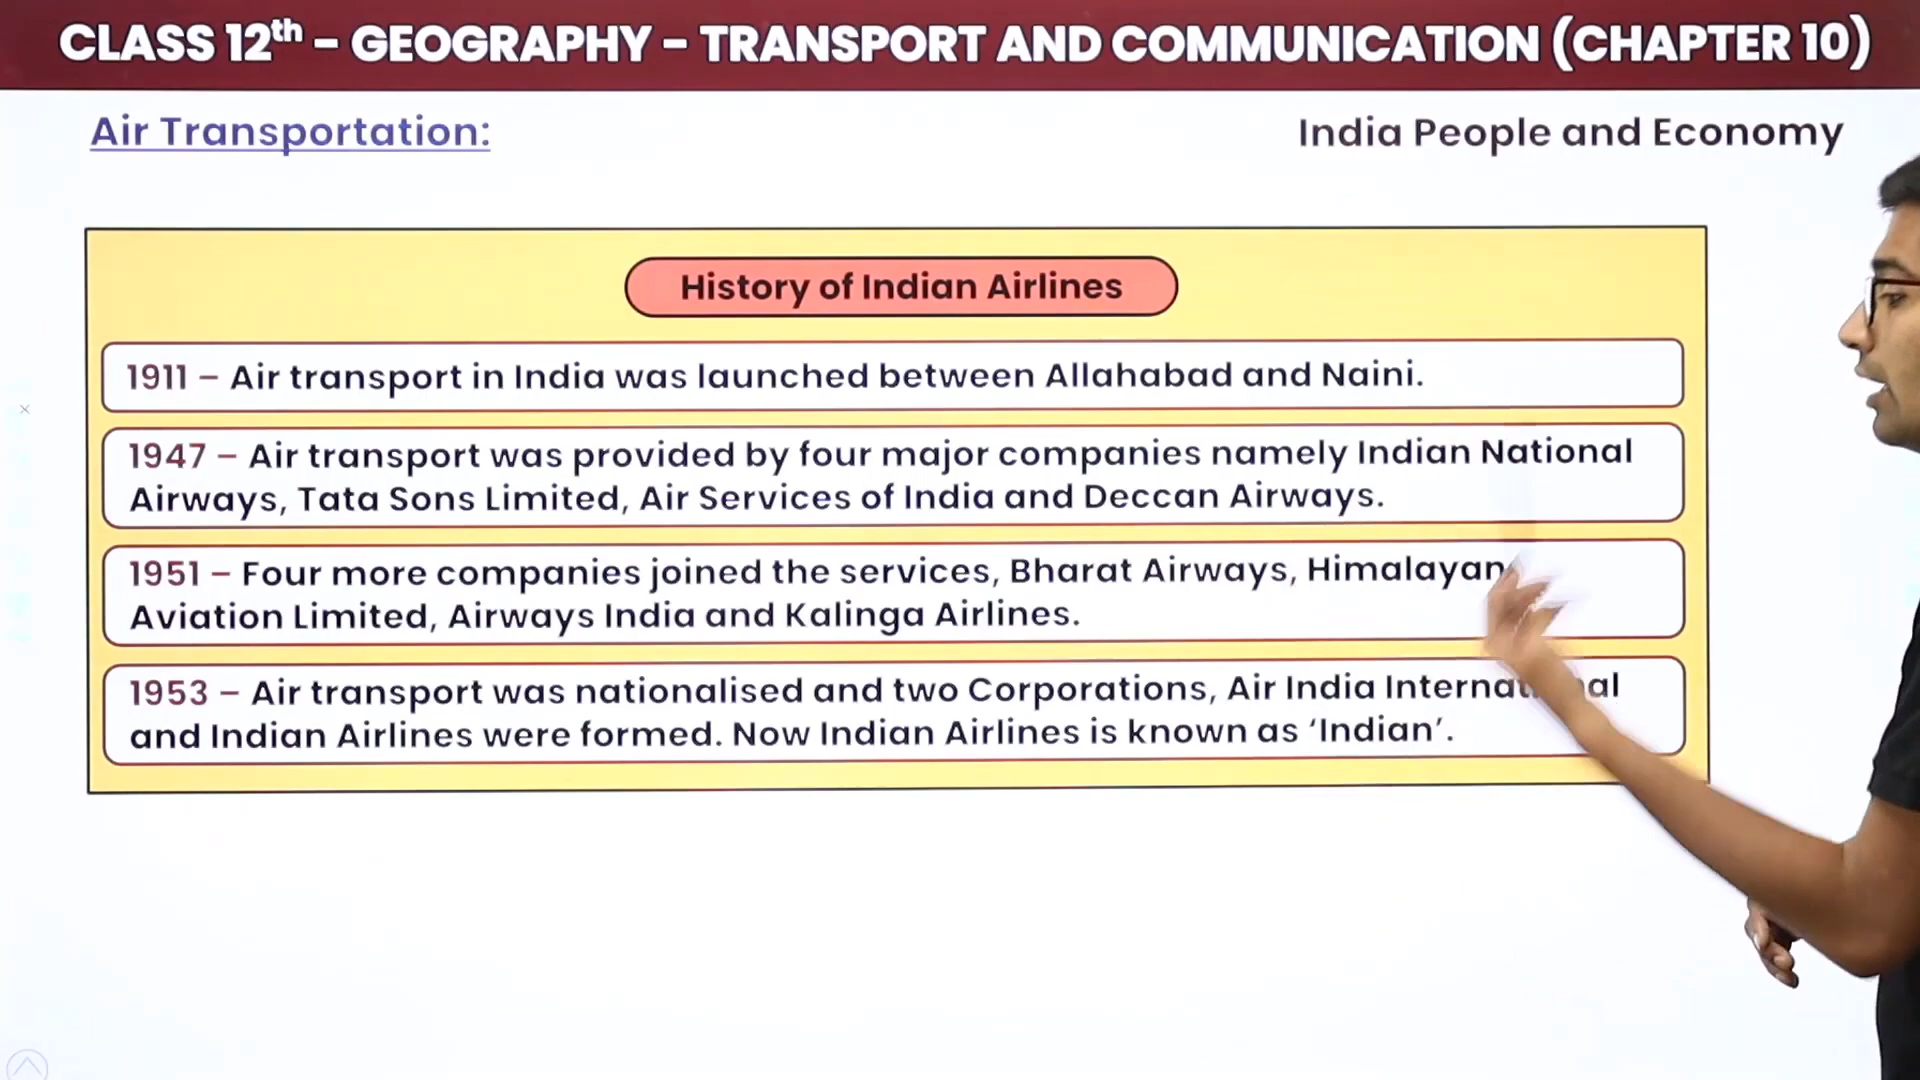 CLASS 12th – GEOGRAPHY – TRANSPORT AND COMMUNICATION (CHAPTER 10)
Air Transportation:
India People and Economy
History of Indian Airlines
1911 – Air transport in India was launched between Allahabad and Naini.
1947 – Air transport was provided by four major companies namely Indian National
Airways, Tata Sons Limited, Air Services of India and Deccan Airways.
1951 – Four more companies joined the services, Bharat Airways, Himalayan
Aviation Limited, Airways India and Kalinga Airlines.
1953 – Air transport was nationalised and two Corporations, Air India International
and Indian Airlines were formed. Now Indian Airlines is known as ‘Indian’.